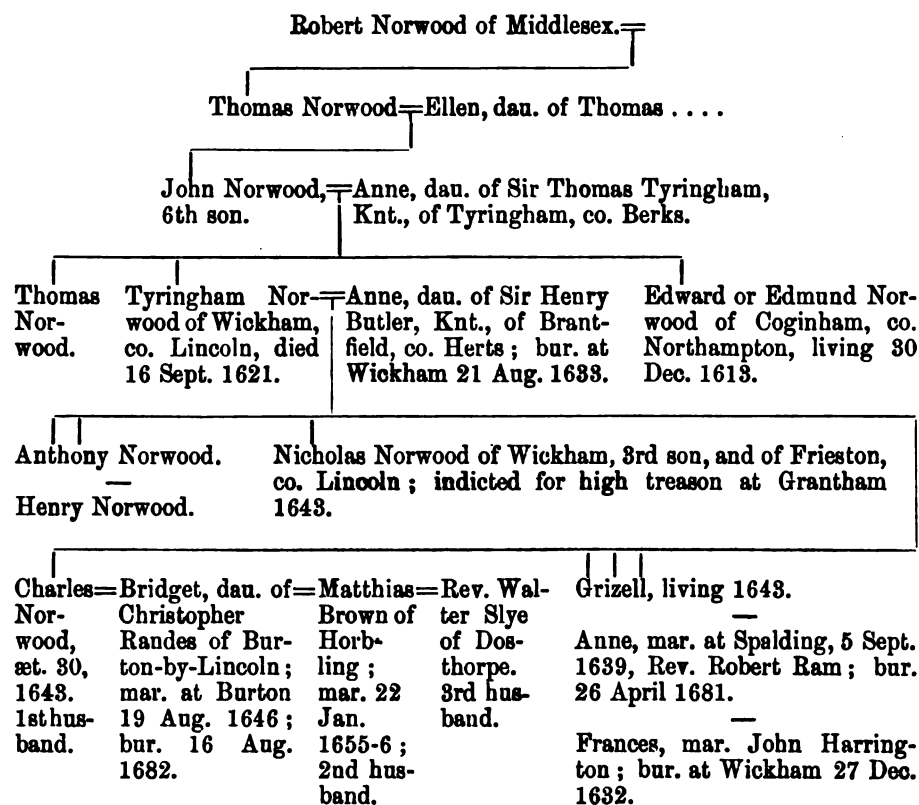 Robert Norwood of Middlesex.
Thomas Norwood=Ellen, dau. of Thomas . . . .
John Norwood,
6th son.
=Anne, dau. of Sir Thomas Tyringham,
Knt., of Tyringham, co. Berks.
Thomas
Nor-
wood.
Tyringham Nor-
wood of Wickham,
co. Lincoln, died
16 Sept. 1621.
=Anne, dau. of Sir Henry
Butler, Knt., of Brant-
field, co. Herts ; bur. at
Wickham 21 Aug. 1633.
Edward or Edmund Nor-
wood of Coginham, co.
Northampton, living 30
Dec. 1613.
Anthony Norwood.
—
Henry Norwood.
Nicholas Norwood of Wickham, 3rd son, and of Frieston,
co. Lincoln ; indicted for high treason at Grantham
1643.
Charles
Nor-
wood,
æt. 30,
1643.
1st hus-
band.
=Bridget, dau. of
Christopher
Randes of Bur-
ton-by-Lincoln ;
mar. at Burton
19 Aug. 1646 ;
bur. 16 Aug.
1682.
=Matthias
Brown of
Horb-
ling ;
mar. 22
Jan.
1655-6 ;
2nd hus-
band.
=Rev. Wal-
ter Slye
of Dos-
thorpe.
3rd hus-
band.
Grizell, living 1643.
—
Anne, mar. at Spalding, 5 Sept.
1639, Rev. Robert Ram ; bur.
26 April 1681.
—
Frances, mar. John Harring-
ton ; bur. at Wickham 27 Dec.
1632.